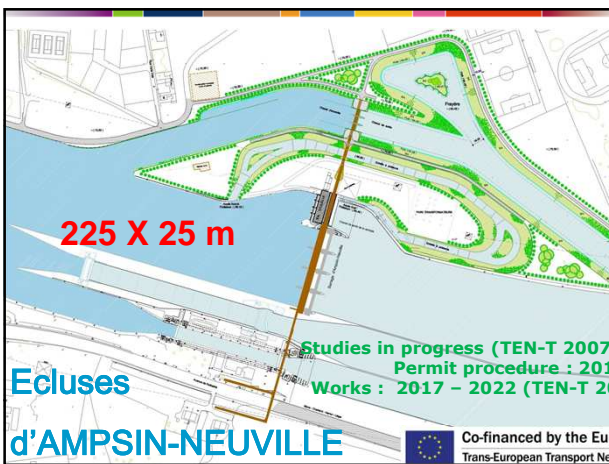 225 X 25 m
Studies in progress (TEN-T 2007
Permit procedure : 201
Works : 2017 – 2022 (TEN-T 20
Ecluses
d'AMPSIN-NEUVILLE
Co-financed by the Eu
Trans-European Transport Ne